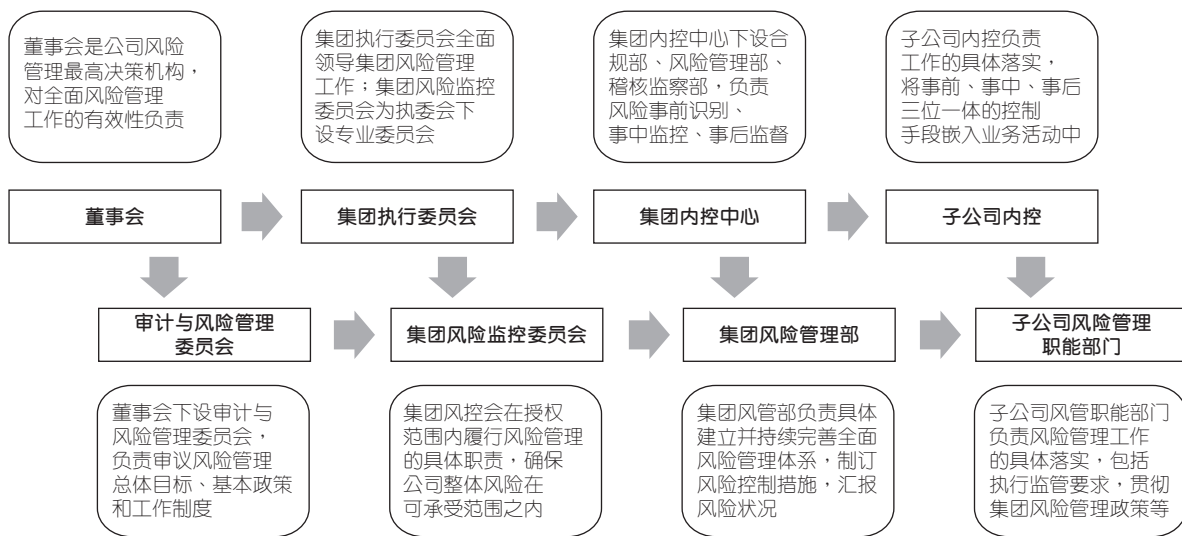 董事会是公司风险
管理最高决策机构，
对全面风险管理
工作的有效性负责
集团执行委员会全面
领导集团风险管理
工作；集团风险监控
委员会为执委会下
设专业委员会
集团内控中心下设合
规部、风险管理部、
稽核监察部，负责
风险事前识别、
事中监控、事后监督
子公司内控负责
工作的具体落实，
将事前、事中、事后
三位一体的控制
手段嵌入业务活动中
董事会
集团执行委员会
集团内控中心
子公司内控
审计与风险管理
委员会
集团风险监控委员会
集团风险管理部
子公司风险管理
职能部门
董事会下设审计与
风险管理委员会，
负责审议风险管理
总体目标、基本政策
和工作制度
集团风控会在授权
范围内履行风险管理
的具体职责，确保
公司整体风险在
可承受范围之内
集团风管部负责具体
建立并持续完善全面
风险管理体系，制订
风险控制措施，汇报
风险状况
子公司风管职能部门
负责风险管理工作
的具体落实，包括
执行监管要求，贯彻
集团风险管理政策等